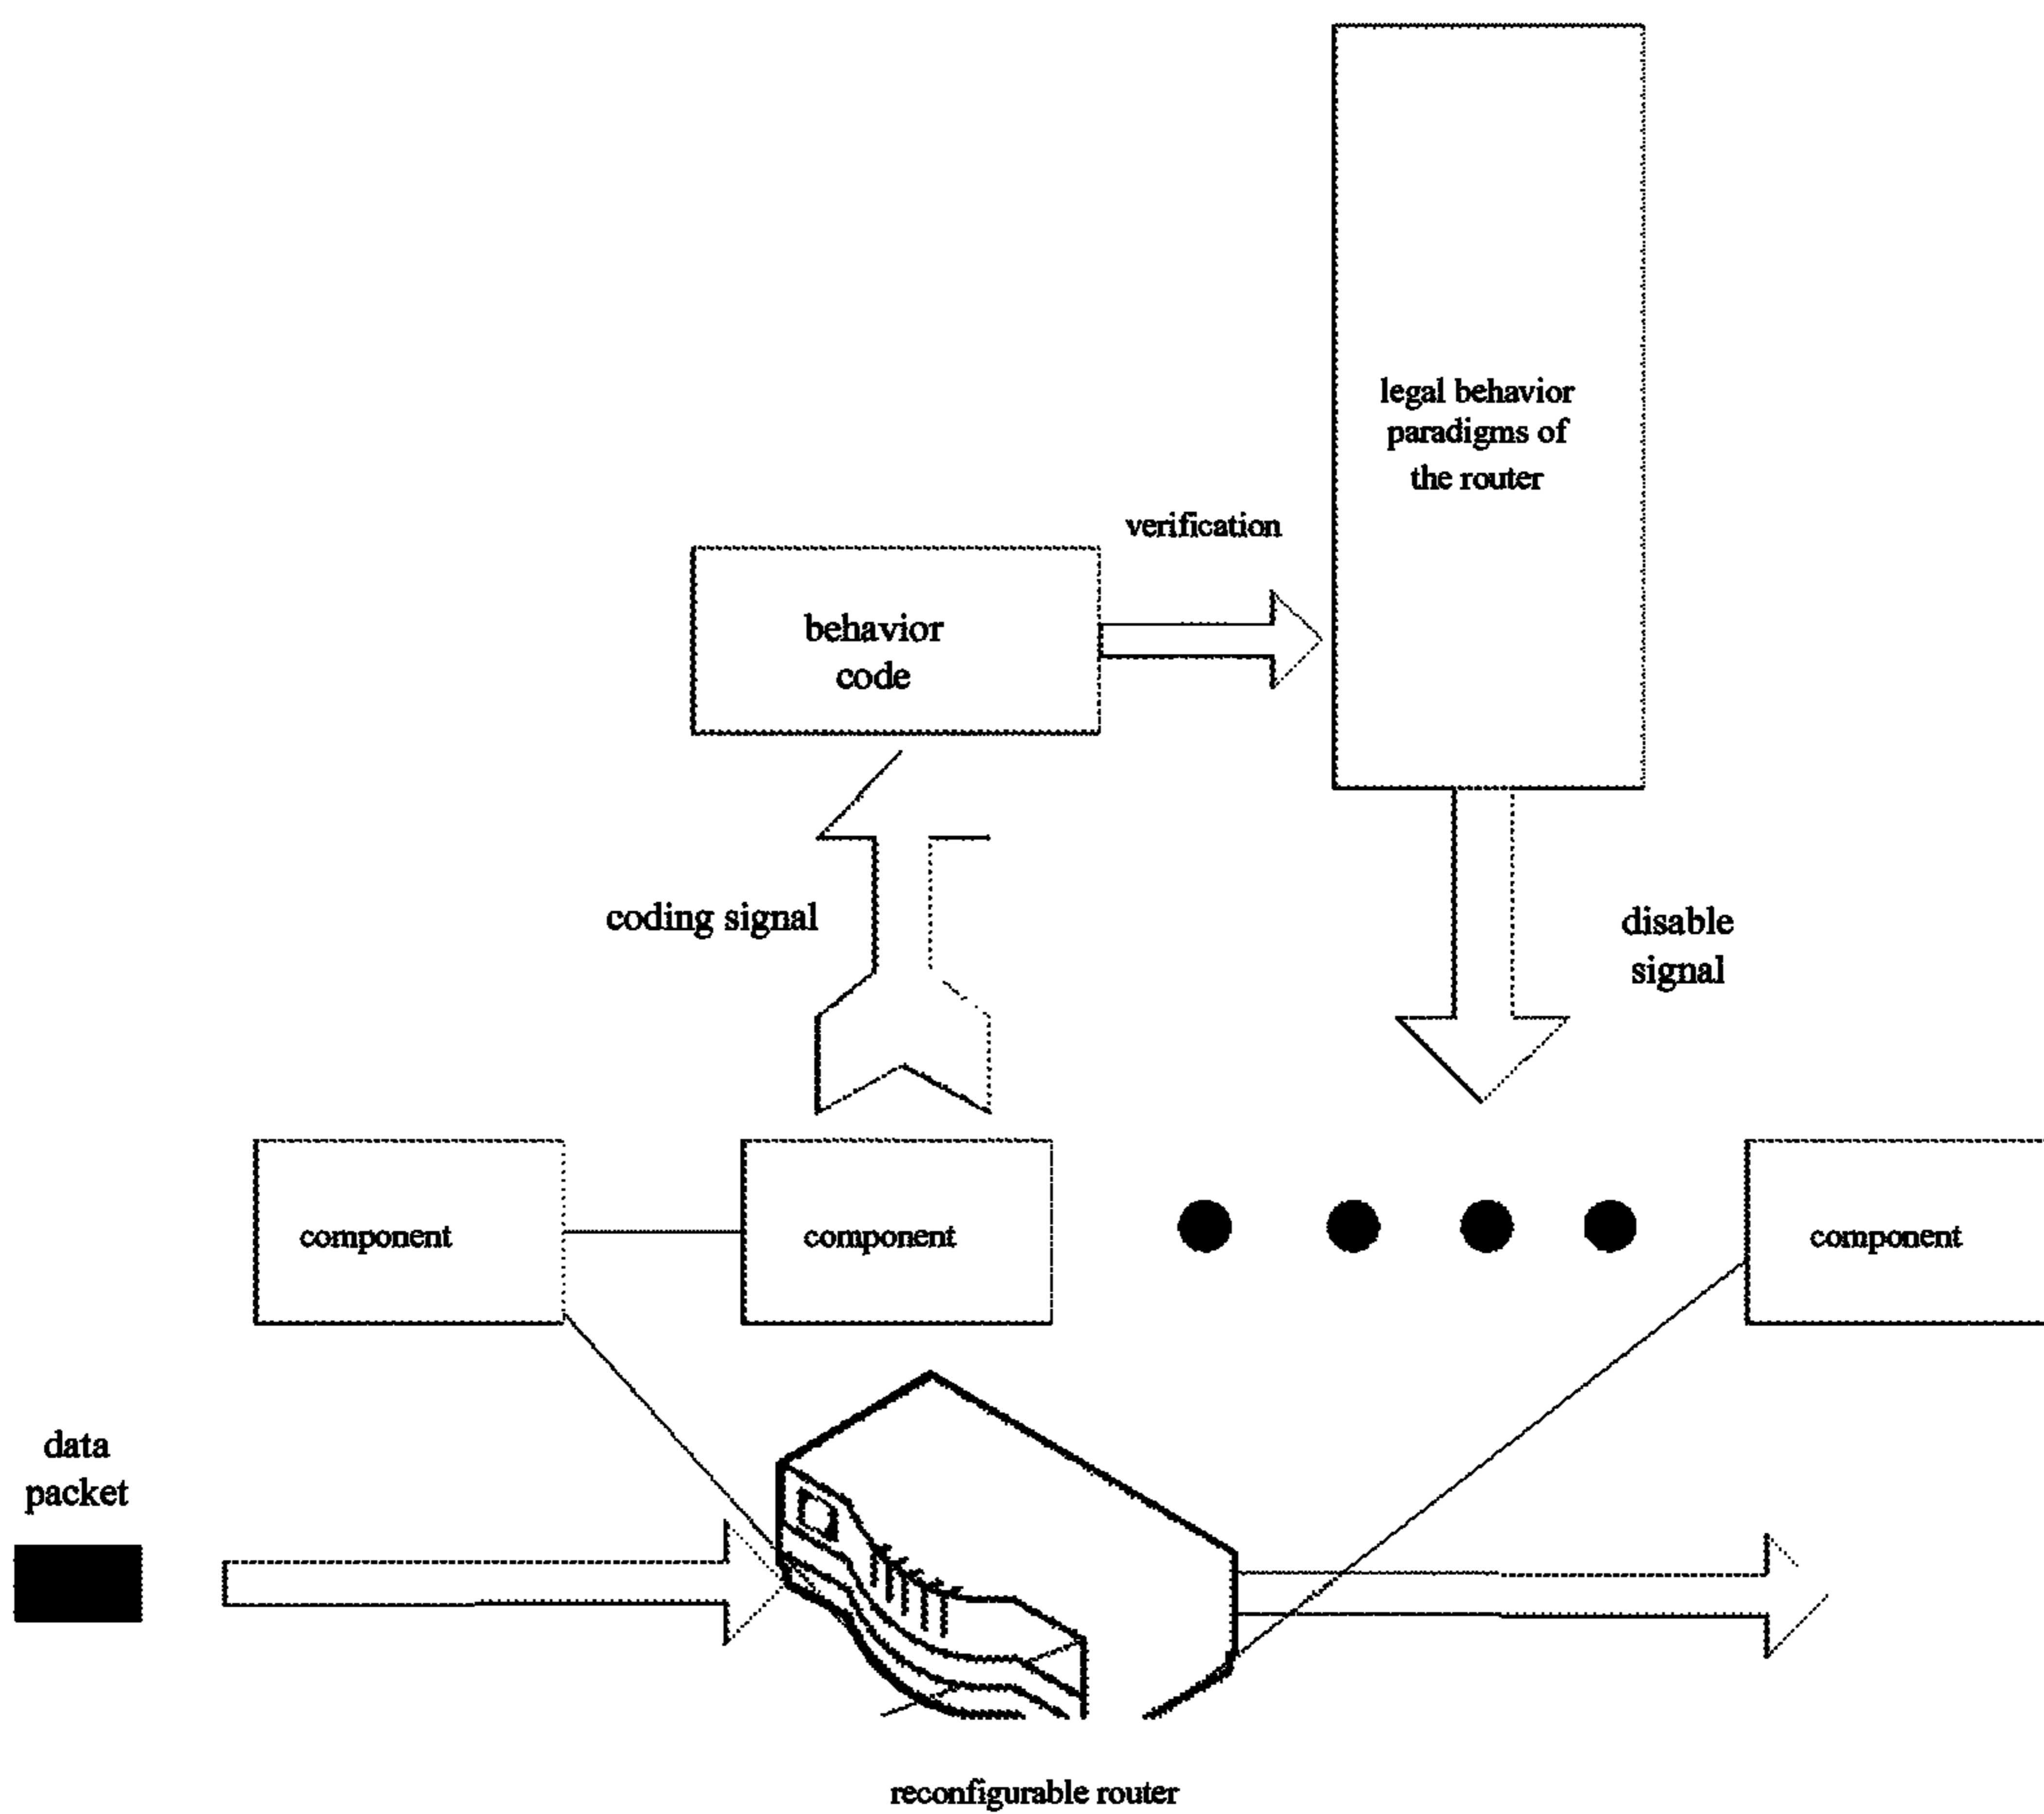 legal behavior
paradigms of
the router
verification
behavior
code
coding signal
disable
signal
component
component
component
data
packet
reconfigurable router